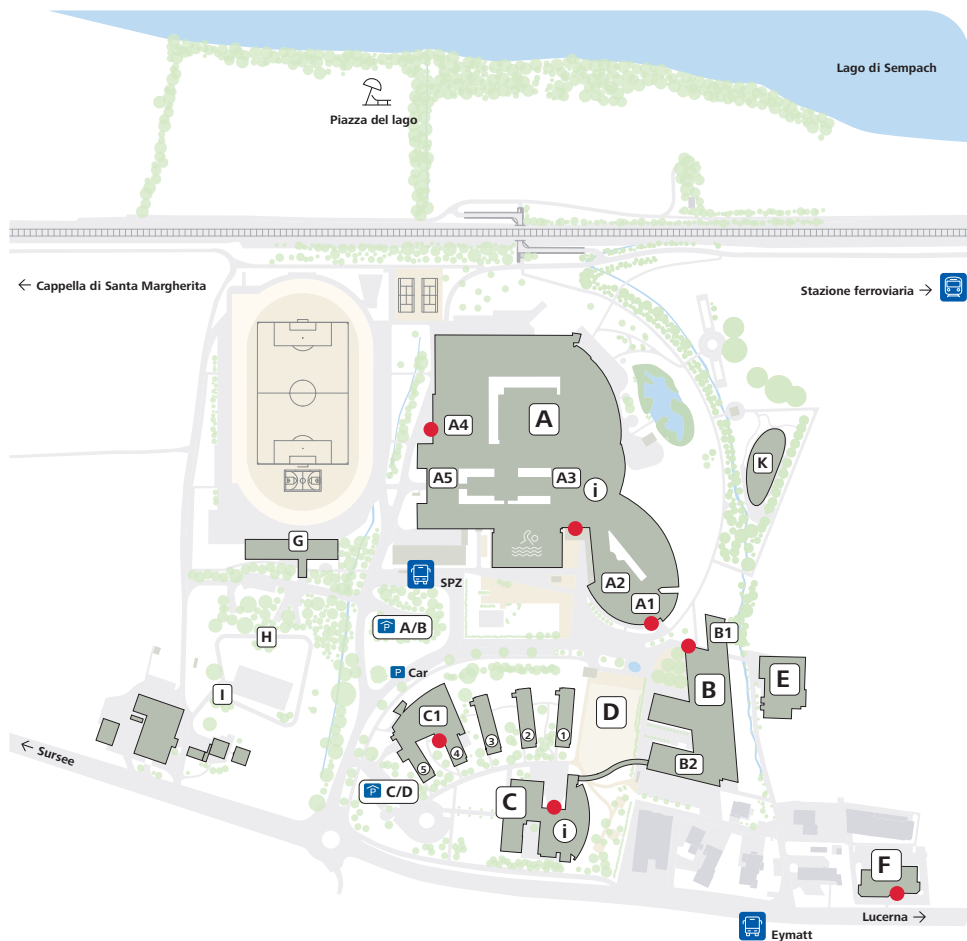 Lago di Sempach
Piazza del lago
← Cappella di Santa Margherita
Stazione ferroviaria →
A
A4
K
A5
A3
i
G
A2
SPZ
A1
P A/B
B1
H
P Car
E
B
I
D
C1
3
2
1
4
← Sursee
B2
5
P C/D
C
i
F
Lucerna →
Eymatt